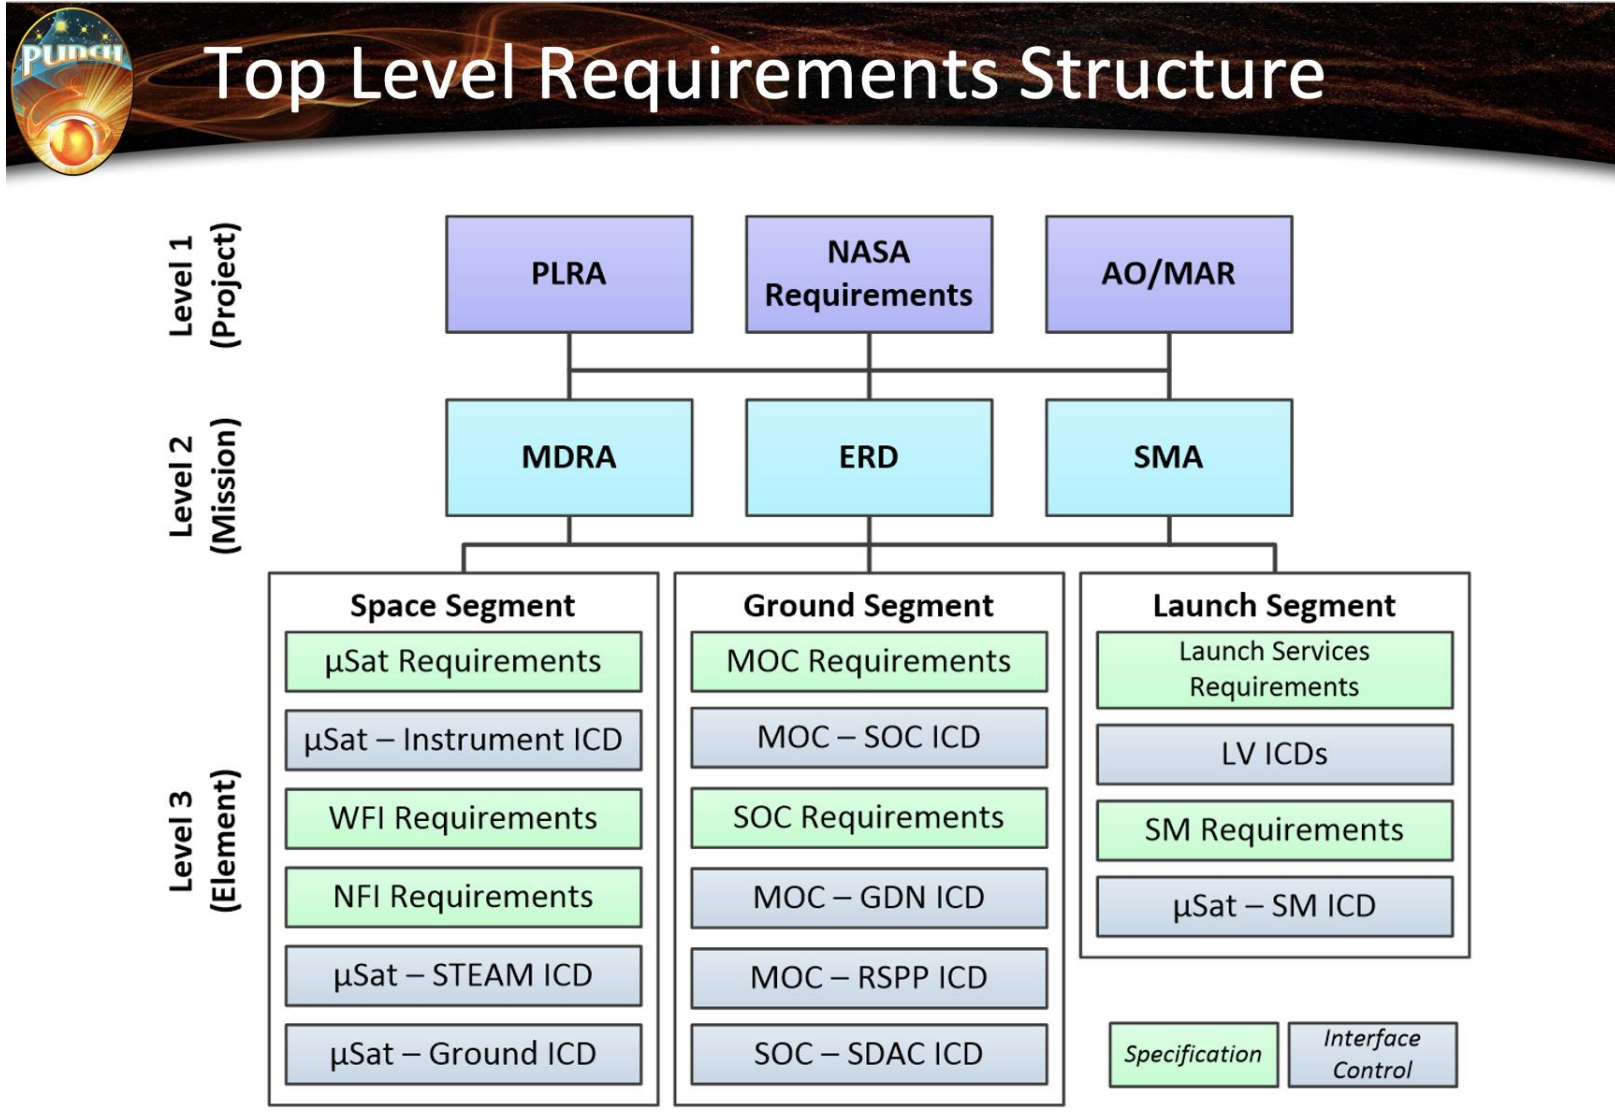 PUNCH
Top Level Requirements Structure
Level 1
(Project)
PLRA
NASA
Requirements
AO/MAR
Level 2
(Mission)
MDRA
ERD
SMA
Level 3
(Element)
Space Segment
µSat Requirements
µSat – Instrument ICD
WFI Requirements
NFI Requirements
µSat – STEAM ICD
µSat – Ground ICD
Ground Segment
MOC Requirements
MOC – SOC ICD
SOC Requirements
MOC – GDN ICD
MOC – RSPP ICD
SOC – SDAC ICD
Launch Segment
Launch Services
Requirements
LV ICDs
SM Requirements
µSat – SM ICD
Specification
Interface
Control